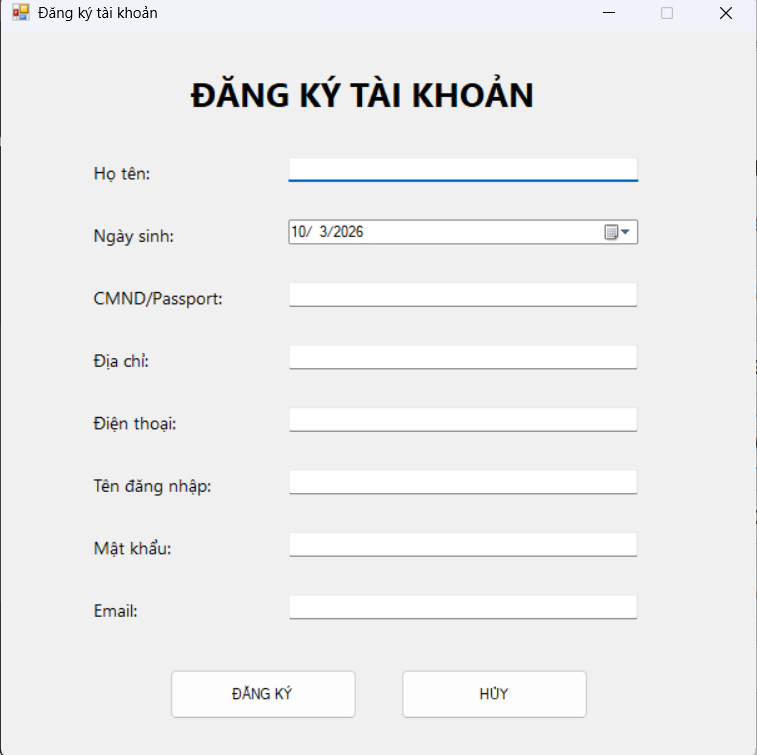 Đăng ký tài khoản
ĐĂNG KÝ TÀI KHOẢN
Họ tên:
Ngày sinh: 10/ 3/2026
CMND/Passport:
Địa chỉ:
Điện thoại:
Tên đăng nhập:
Mật khẩu:
Email:
ĐĂNG KÝ HỦY